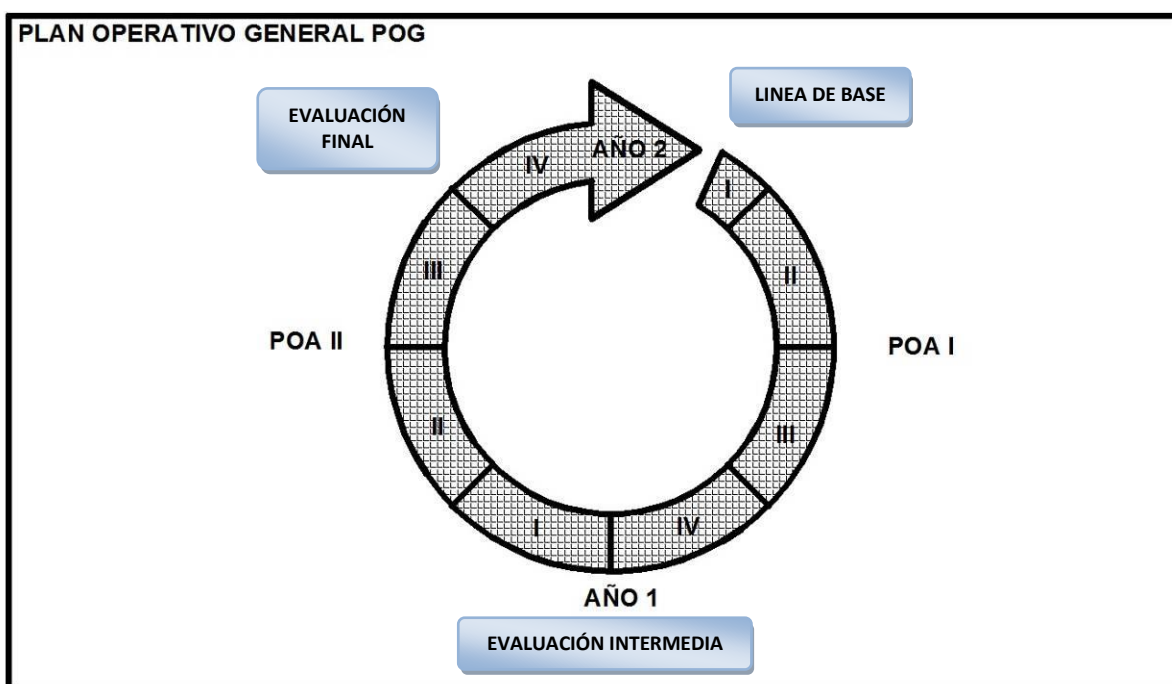 PLAN OPERATIVO GENERAL POG
LINEA DE BASE
EVALUACIÓN
FINAL
AÑO 2
IV
I
III
II
POA II
POA I
II
III
I
IV
AÑO 1
EVALUACIÓN INTERMEDIA